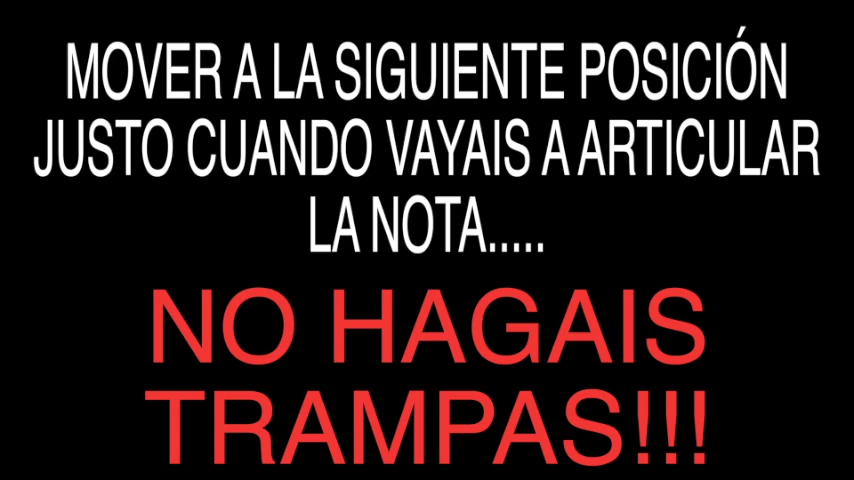 MOVER A LA SIGUIENTE POSICIÓN
JUSTO CUANDO VAYAIS A ARTICULAR
LA NOTA.....
NO HAGAIS
TRAMPAS!!!